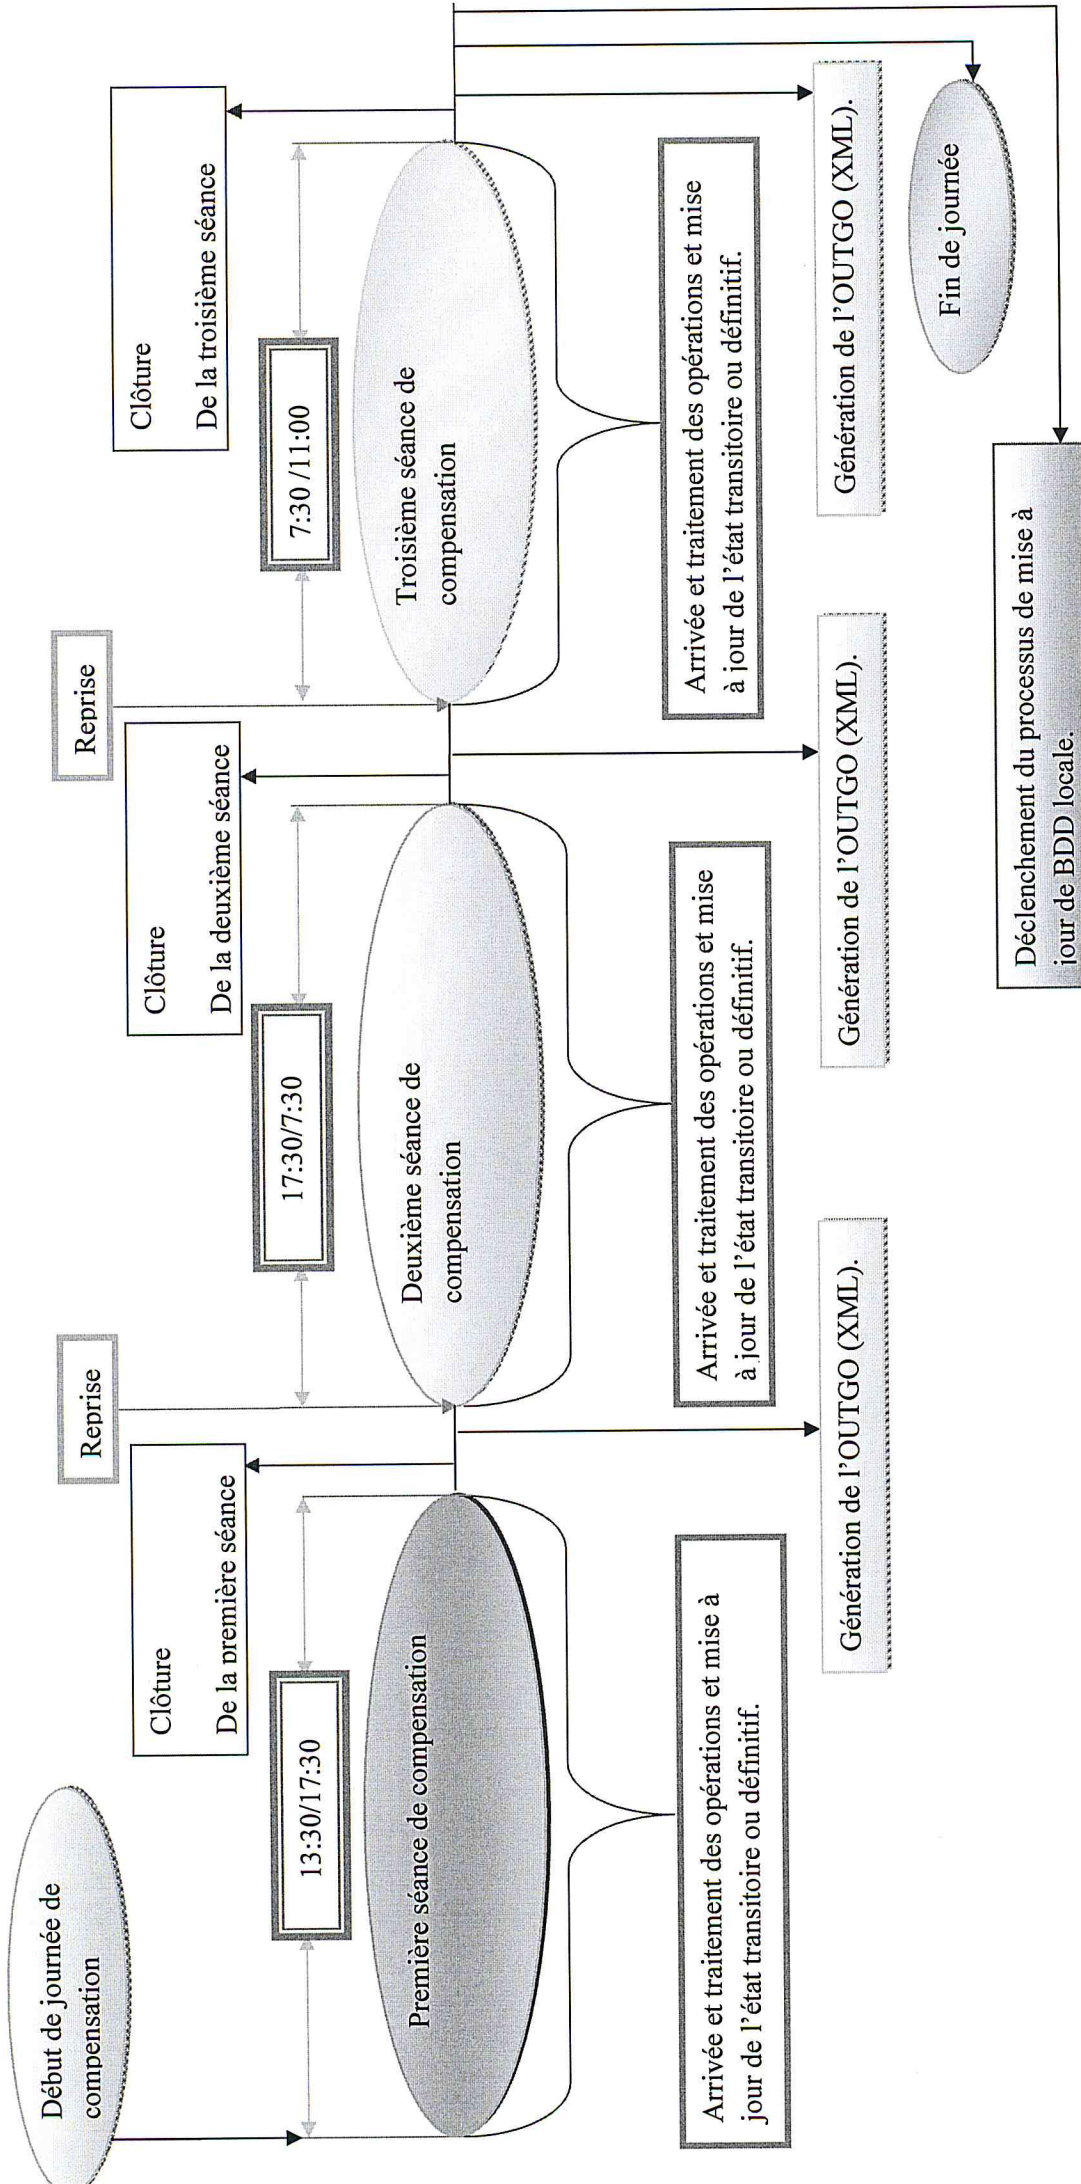 Début de journée de
compensation
Reprise
Reprise
Clôture
De la première séance
Clôture
De la deuxième séance
Clôture
De la troisième séance
13:30/17:30
17:30/7:30
7:30 /11:00
Première séance de compensation
Deuxième séance de
compensation
Troisième séance de
compensation
Arrivée et traitement des opérations et mise à
jour de l'état transitoire ou définitif.
Arrivée et traitement des opérations et mise
à jour de l'état transitoire ou définitif.
Arrivée et traitement des opérations et mise
à jour de l'état transitoire ou définitif.
Génération de l'OUTGO (XML).
Génération de l'OUTGO (XML).
Génération de l'OUTGO (XML).
Fin de journée
Déclenchement du processus de mise à
jour de BDD locale.